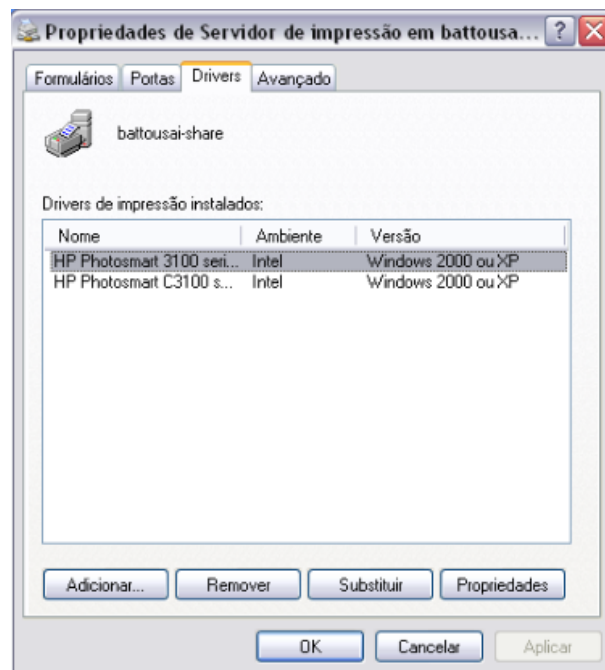 Propriedades de Servidor de impressão em battousa... ?
Formulários Portas Drivers Avançado
battousai-share
Drivers de impressão instalados:
Nome Ambiente Versão
HP Photosmart 3100 seri... Intel Windows 2000 ou XP
HP Photosmart C3100 s... Intel Windows 2000 ou XP
Adicionar... Remover Substituir Propriedades
OK Cancelar Aplicar